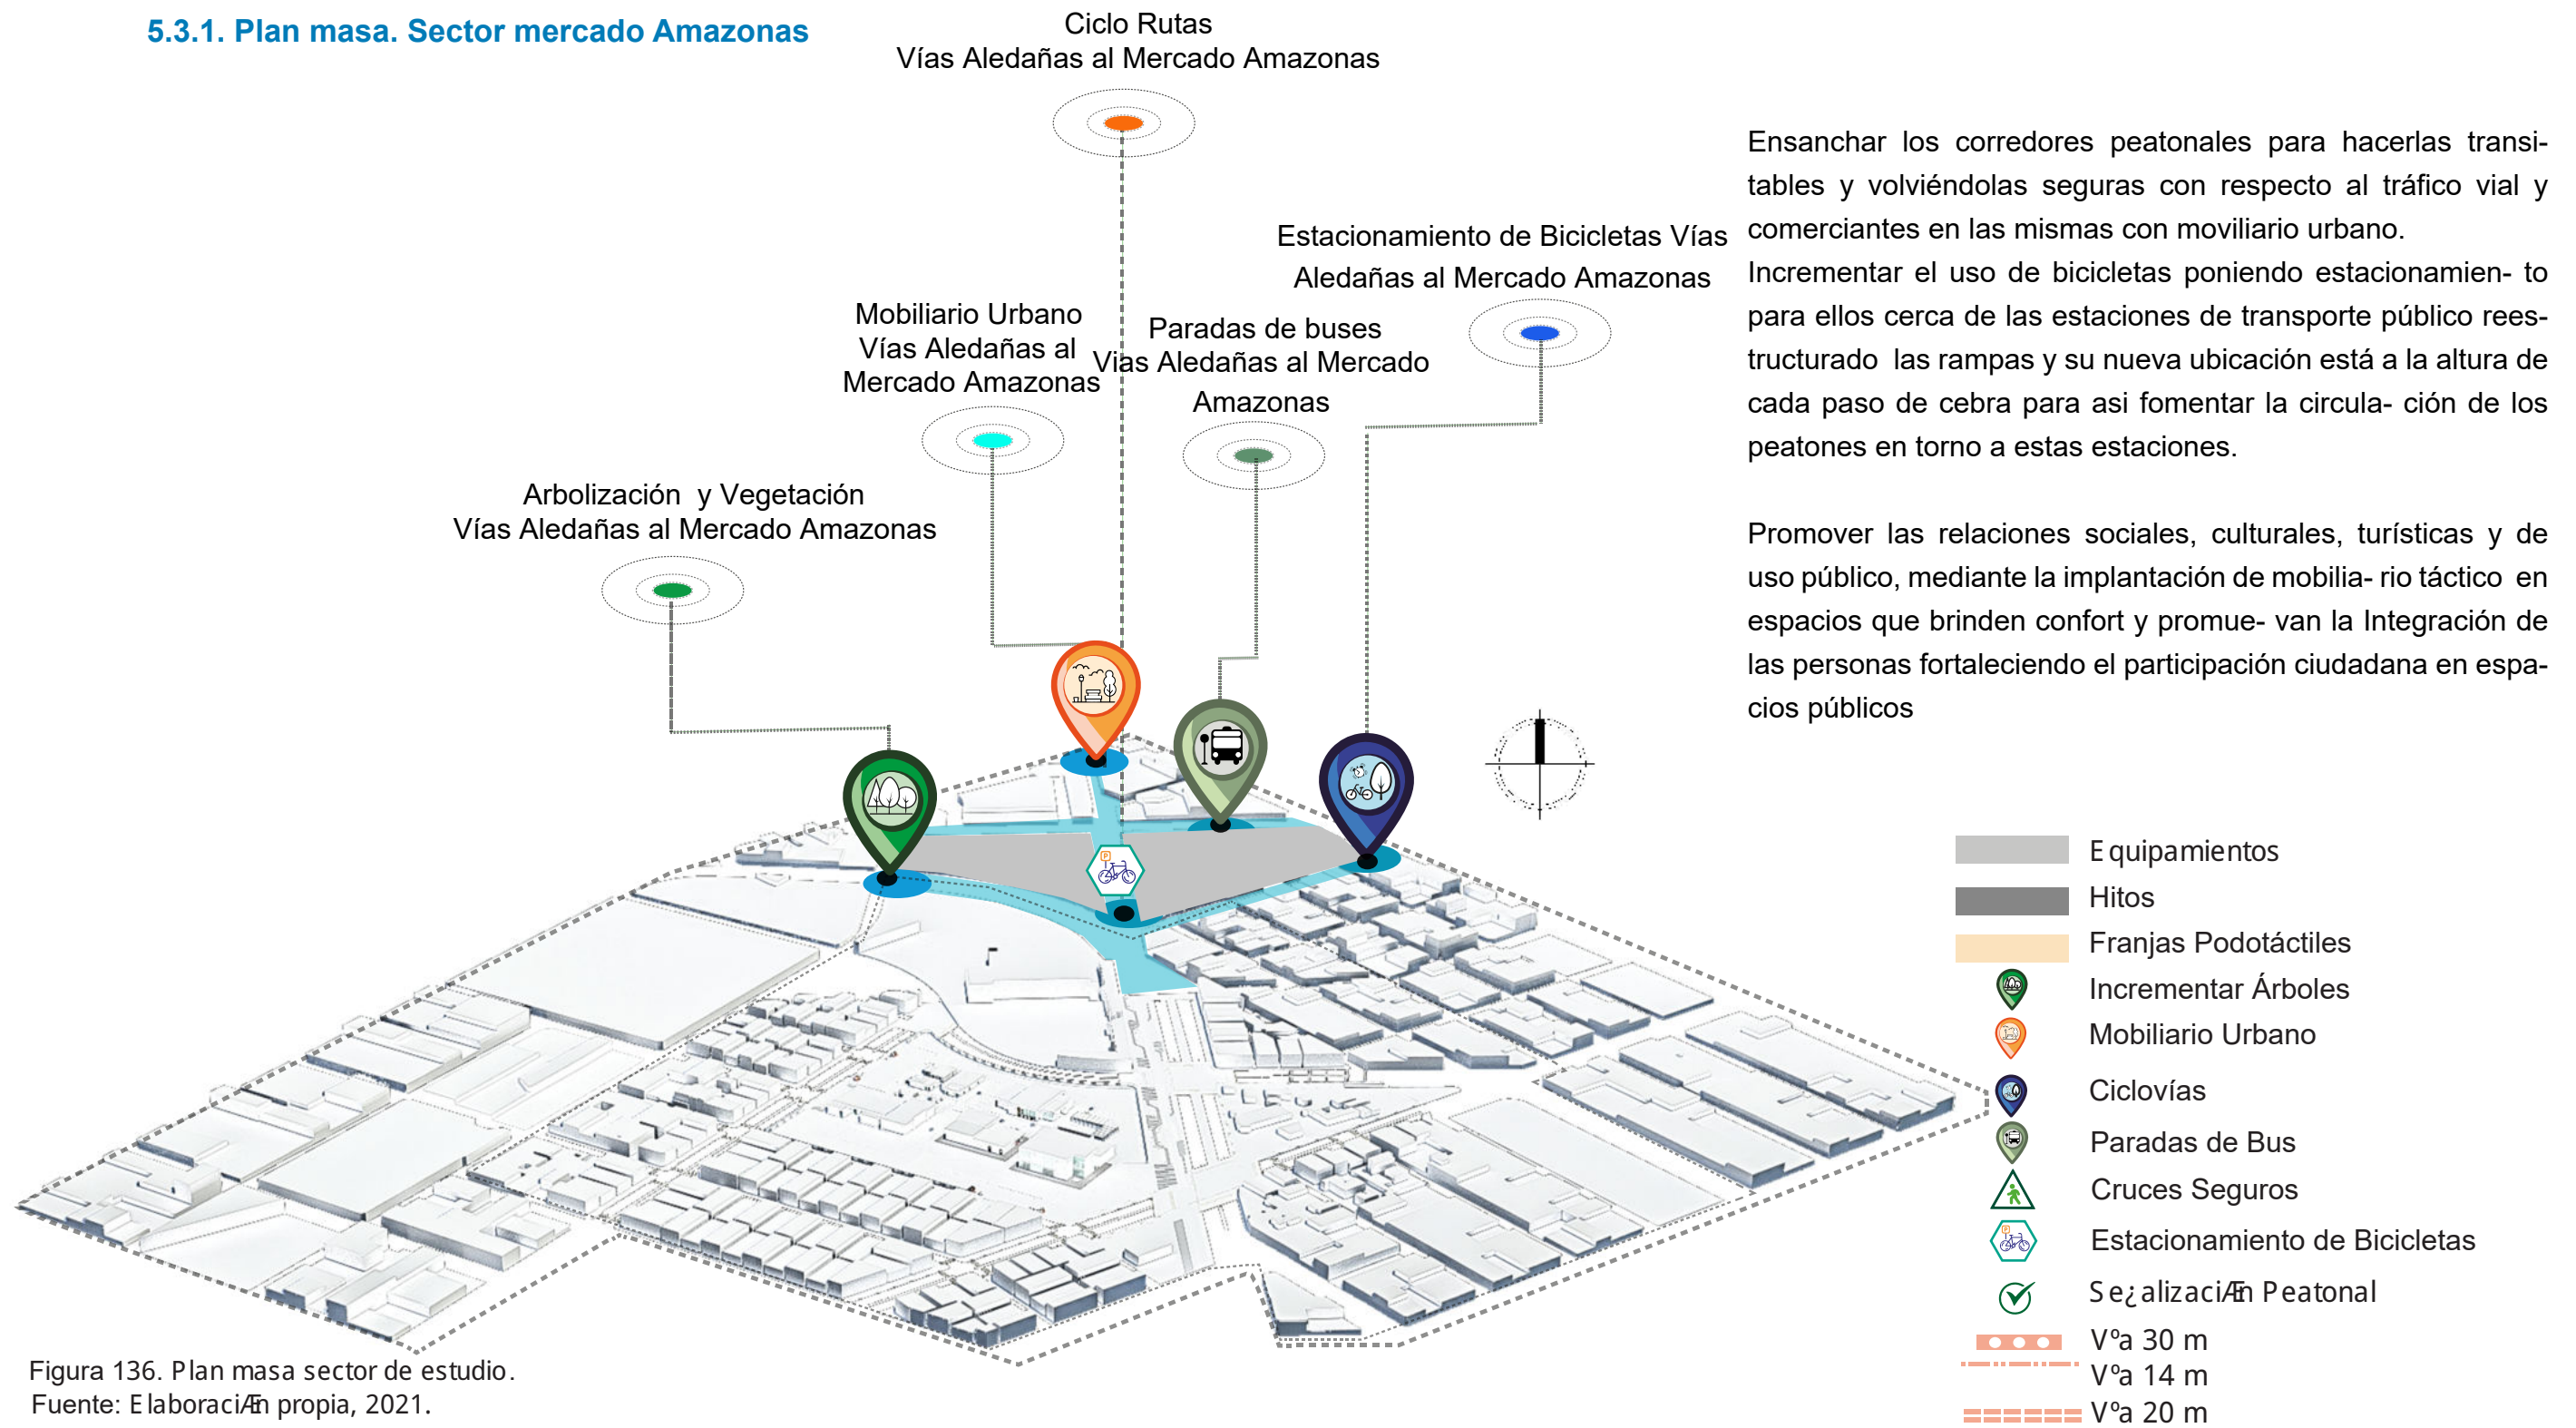 5.3.1. Plan masa. Sector mercado Amazonas
Ciclo Rutas
Vías Aledañas al Mercado Amazonas
Estacionamiento de Bicicletas Vías
Aledañas al Mercado Amazonas
Mobiliario Urbano
Vías Aledañas al
Mercado Amazonas
Paradas de buses
Vias Aledañas al Mercado
Amazonas
Arbolización y Vegetación
Vías Aledañas al Mercado Amazonas
Ensanchar los corredores peatonales para hacerlas transi-
tables y volviéndolas seguras con respecto al tráfico vial y
comerciantes en las mismas con moviliario urbano.
Incrementar el uso de bicicletas poniendo estacionamien- to
para ellos cerca de las estaciones de transporte público rees-
tructurado las rampas y su nueva ubicación está a la altura de
cada paso de cebra para asi fomentar la circula- ción de los
peatones en torno a estas estaciones.
Promover las relaciones sociales, culturales, turísticas y de
uso público, mediante la implantación de mobilia- rio táctico en
espacios que brinden confort y promue- van la Integración de
las personas fortaleciendo el participación ciudadana en espa-
cios públicos
P
Equipamientos
Hitos
Franjas Podotáctiles
Incrementar Árboles
Mobiliario Urbano
Ciclovías
Paradas de Bus
Cruces Seguros
P
Estacionamiento de Bicicletas
Se¿alizaciÆn Peatonal
Vºa 30 m
Vºa 14 m
Vºa 20 m
Figura 136. Plan masa sector de estudio.
Fuente: ElaboraciÆn propia, 2021.